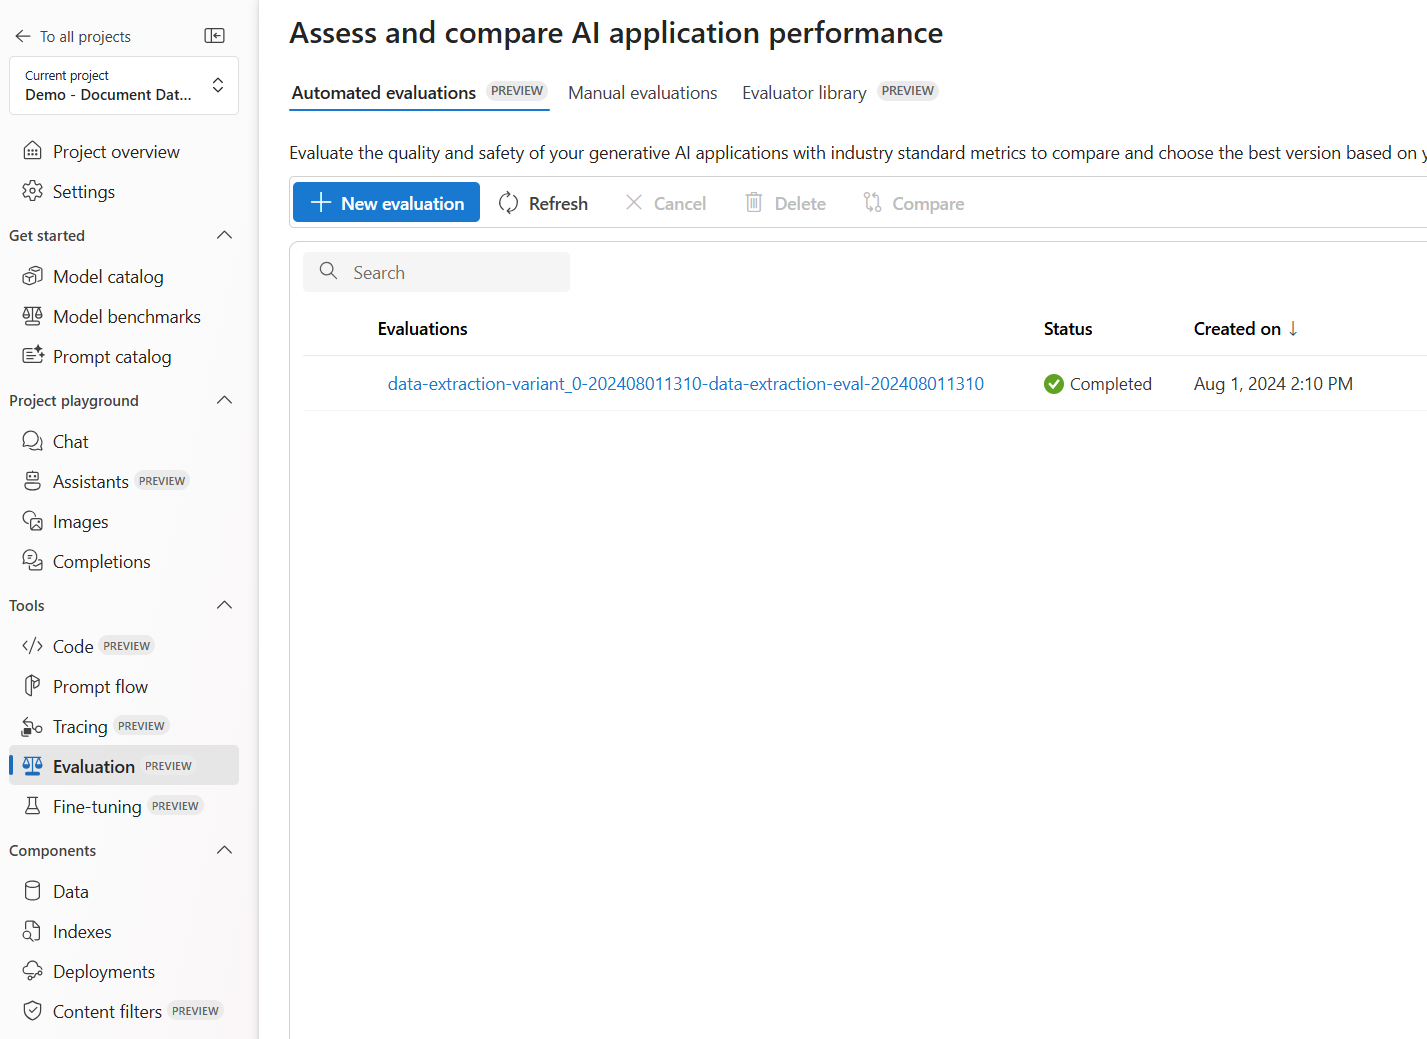 To all projects
Current project
Demo - Document Dat...
Project overview
Settings
Get started
Model catalog
Model benchmarks
Prompt catalog
Project playground
Chat
Assistants PREVIEW
Images
Completions
Tools
Code PREVIEW
Prompt flow
Tracing PREVIEW
Evaluation PREVIEW
Fine-tuning PREVIEW
Components
Data
Indexes
Deployments
Content filters PREVIEW
Assess and compare AI application performance
Automated evaluations PREVIEW Manual evaluations Evaluator library PREVIEW
Evaluate the quality and safety of your generative AI applications with industry standard metrics to compare and choose the best version based on
New evaluation Refresh Cancel Delete Compare
Search
Evaluations Status Created on ↓
data-extraction-variant_0-202408011310-data-extraction-eval-202408011310 Completed Aug 1, 2024 2:10 PM